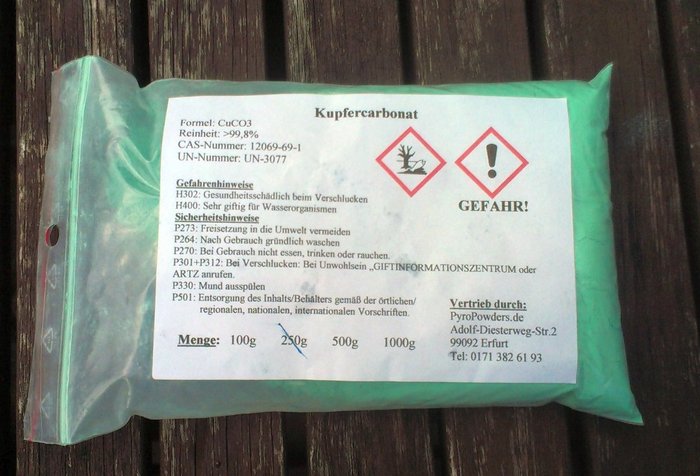 Kupfercarbonat
Formel: CuCO3
Reinheit: >99,8%
CAS-Nummer: 12069-69-1
UN-Nummer: UN-3077
GEFAHR!
Gefahrenhinweise
H302: Gesundheitsschädlich beim Verschlucken
H400: Sehr giftig für Wasserorganismen
Sicherheitshinweise
P273: Freisetzung in die Umwelt vermeiden
P264: Nach Gebrauch gründlich waschen
P270: Bei Gebrauch nicht essen, trinken oder rauchen.
P301+P312: Bei Verschlucken: Bei Unwohlsein „GIFTINFORMATIONSZENTRUM oder
ARTZ anrufen.
P330: Mund ausspülen
P501: Entsorgung des Inhalts/Behälters gemäß der örtlichen/
regionalen, nationalen, internationalen Vorschriften.
Menge: 100g 250g 500g 1000g
Vertrieb durch:
PyroPowders.de
Adolf-Diesterweg-Str.2
99092 Erfurt
Tel: 0171 382 61 93